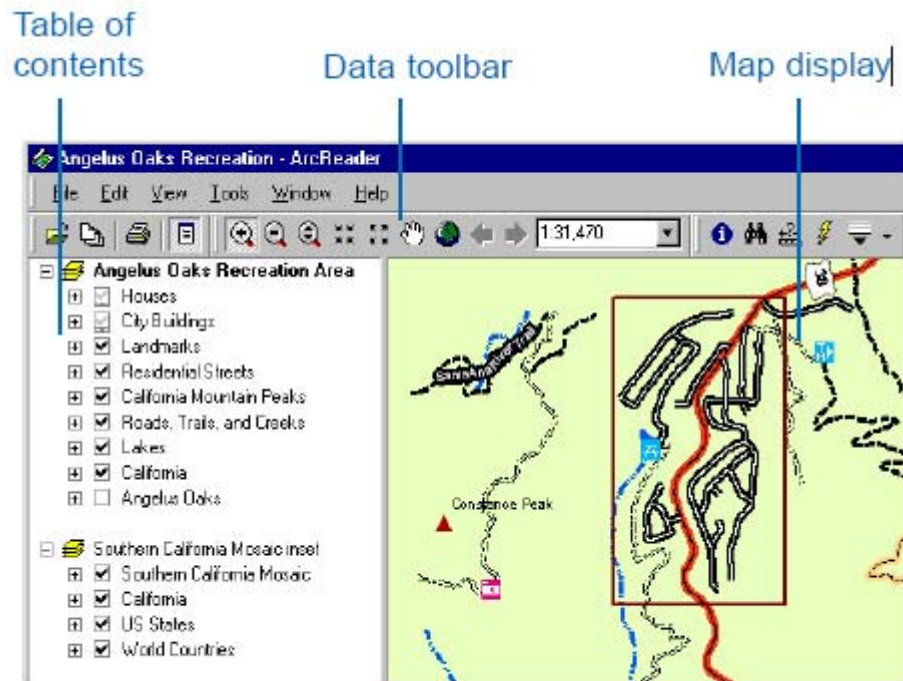 Table of
contents
Data toolbar
Map display
Angelus Oaks Recreation - ArcReader
File Edit View Tools Window Help
1:31,470
Angelus Oaks Recreation Area
Houses
City Buildings
Landmarks
Residential Streets
California Mountain Peaks
Roads, Trails, and Creeks
Lakes
California
Angelus Oaks
Southern California Mosaic inset
Southern California Mosaic
California
US States
World Countries
Constance Peak